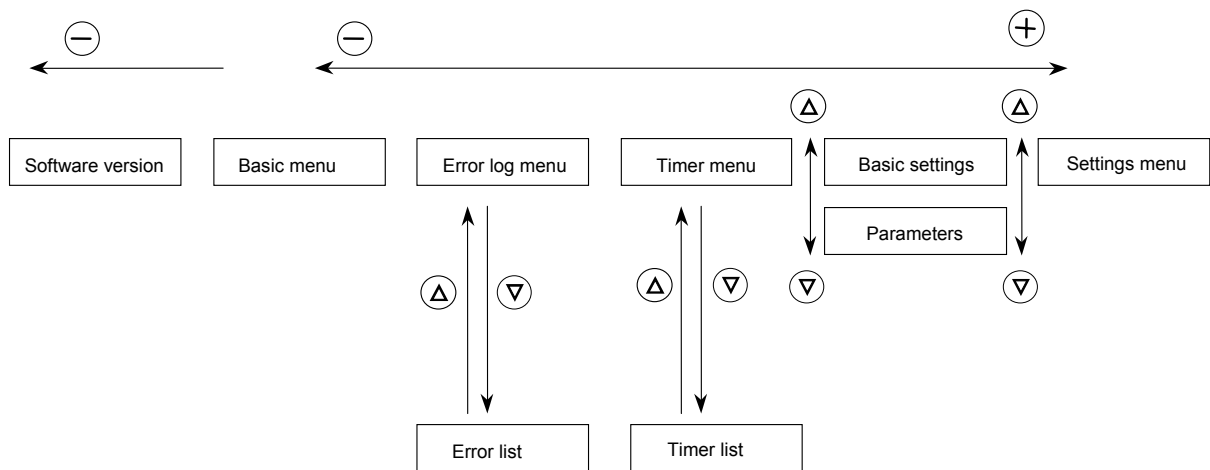 Software version
Basic menu
Error log menu
Timer menu
Basic settings
Settings menu
Parameters
Error list
Timer list